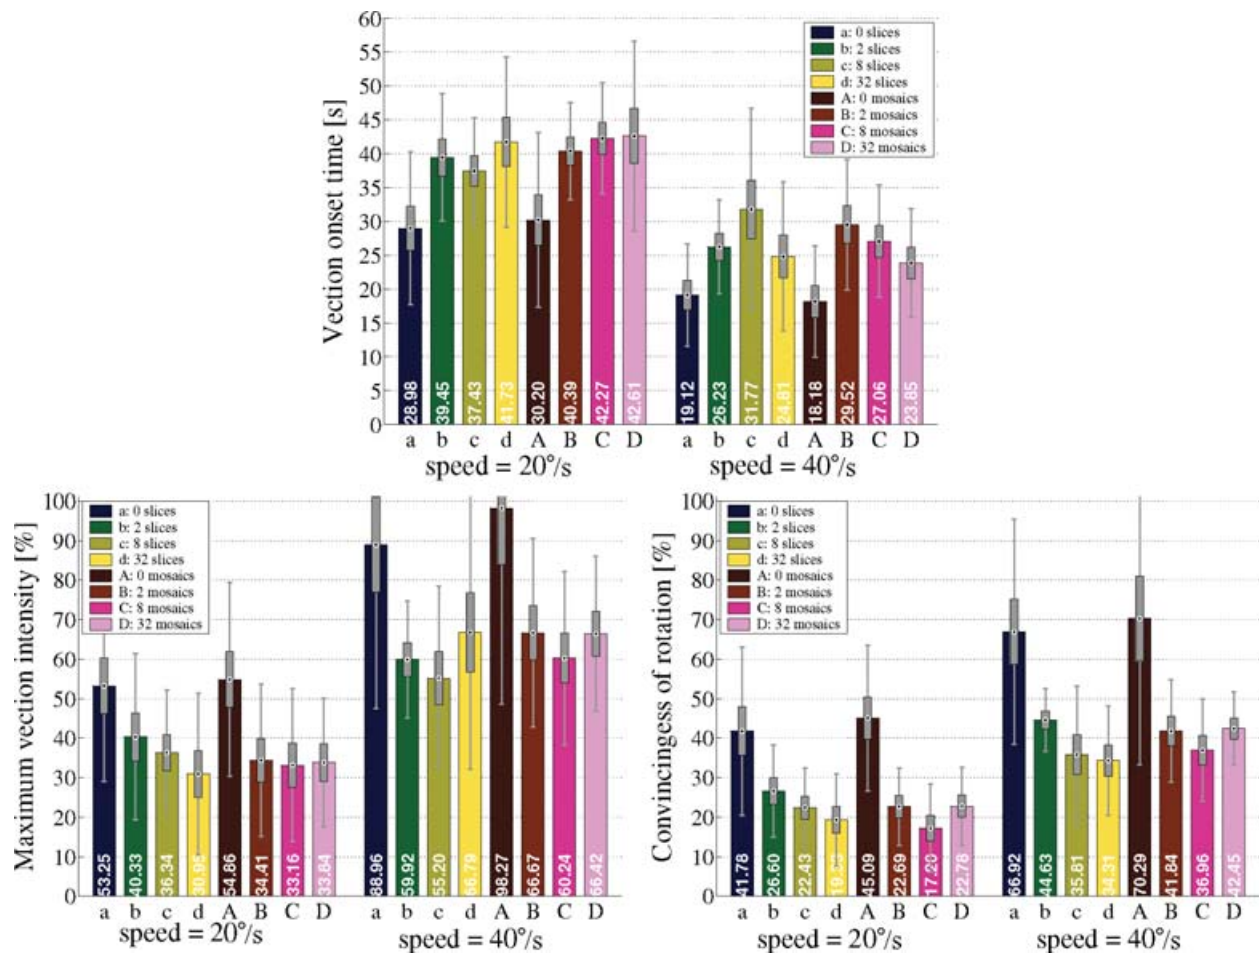 Vection onset time [s]
60
55
50
45
40
35
30
25
20
15
10
5
0
a: 0 slices
b: 2 slices
c: 8 slices
d: 32 slices
A: 0 mosaics
B: 2 mosaics
C: 8 mosaics
D: 32 mosaics
28.98 39.45 37.43 41.73 30.20 40.39 42.27 42.61 19.12 26.23 31.77 24.81 18.18 29.52 27.06 23.85
a b c d A B C D a b c d A B C D
speed = 20°/s speed = 40°/s
Maximum vection intensity [%]
100
90
80
70
60
50
40
30
20
10
0
a: 0 slices
b: 2 slices
c: 8 slices
d: 32 slices
A: 0 mosaics
B: 2 mosaics
C: 8 mosaics
D: 32 mosaics
53.25 40.33 36.34 30.95 54.86 34.41 33.16 33.84 88.96 59.92 55.20 66.79 98.27 66.67 60.24 66.42
a b c d A B C D a b c d A B C D
speed = 20°/s speed = 40°/s
Convincingess of rotation [%]
100
90
80
70
60
50
40
30
20
10
0
a: 0 slices
b: 2 slices
c: 8 slices
d: 32 slices
A: 0 mosaics
B: 2 mosaics
C: 8 mosaics
D: 32 mosaics
41.78 26.60 22.43 45.09 22.69 17.20 22.78 66.92 44.63 35.81 34.31 70.29 41.84 36.96 42.45
a b c d A B C D a b c d A B C D
speed = 20°/s speed = 40°/s